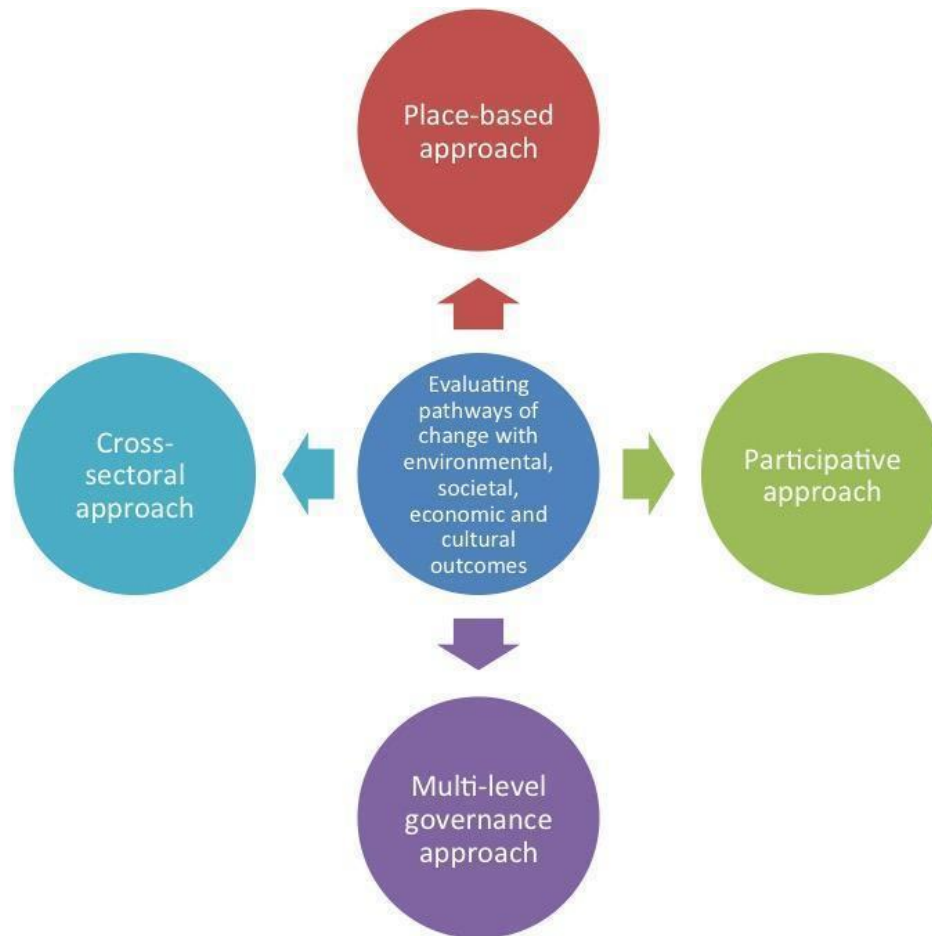 Place-based
approach
Evaluating
pathways of
change with
environmental,
societal,
economic and
cultural
outcomes
Cross-
sectoral
approach
Participative
approach
Multi-level
governance
approach